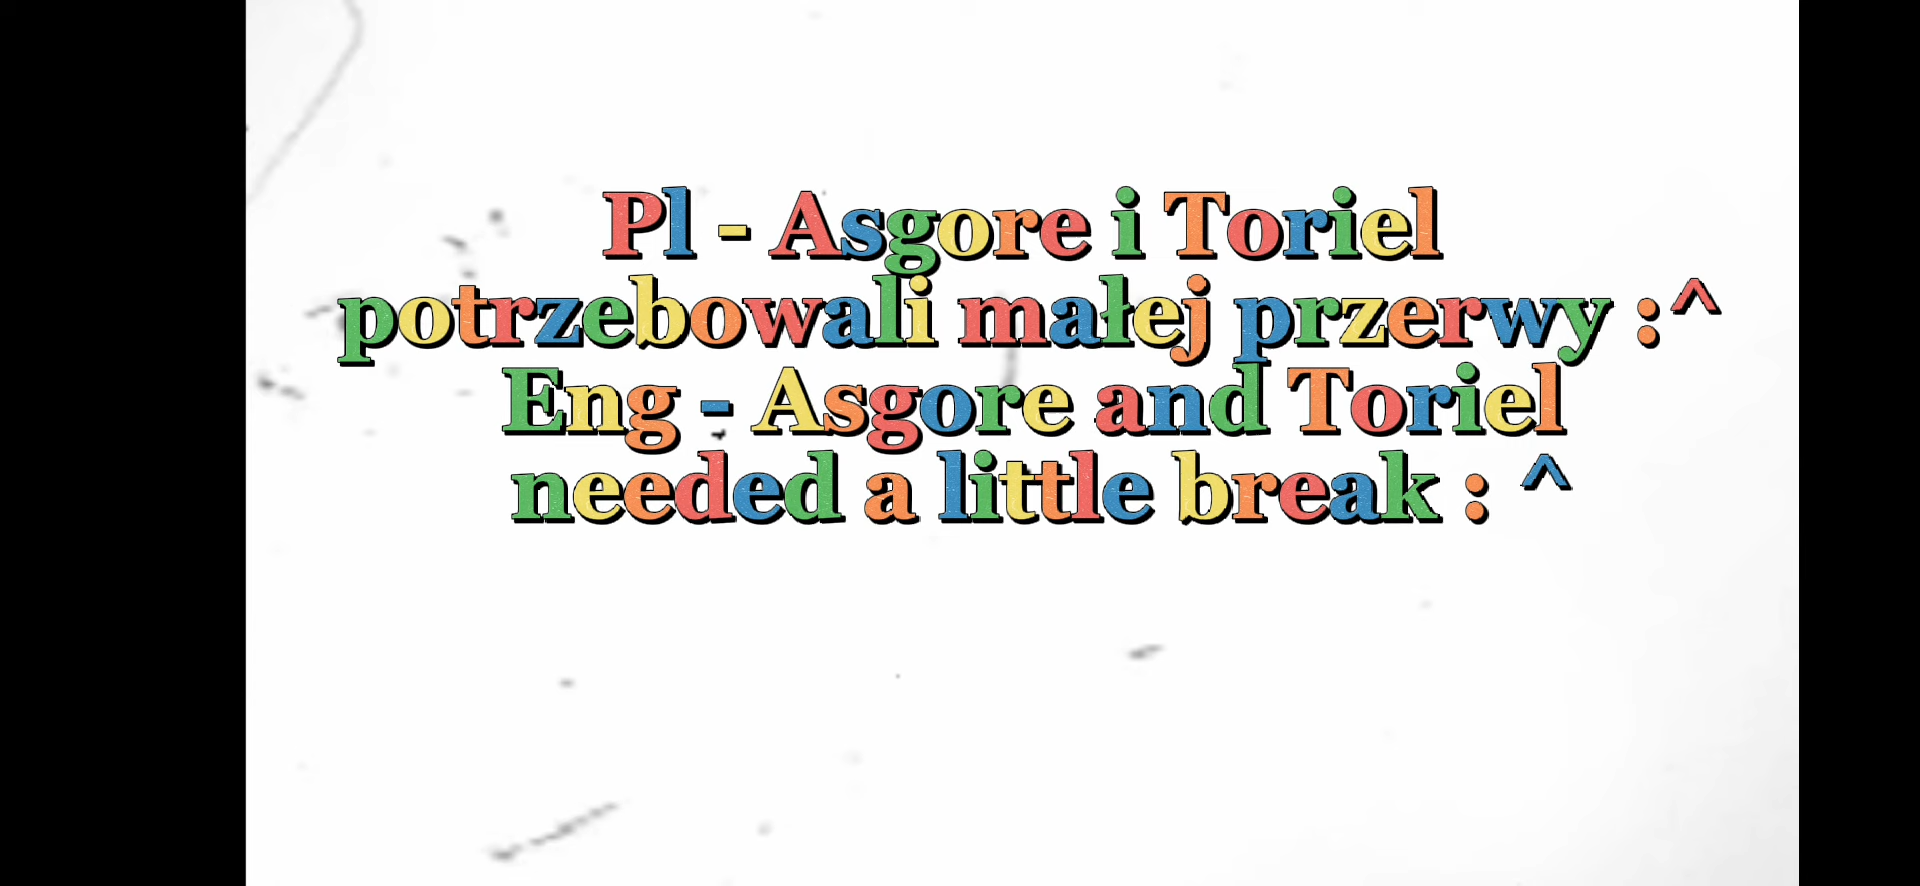 Pl - Asgore i Toriel
potrzebowali małej przerwy :^
Eng - Asgore and Toriel
needed a little break : ^